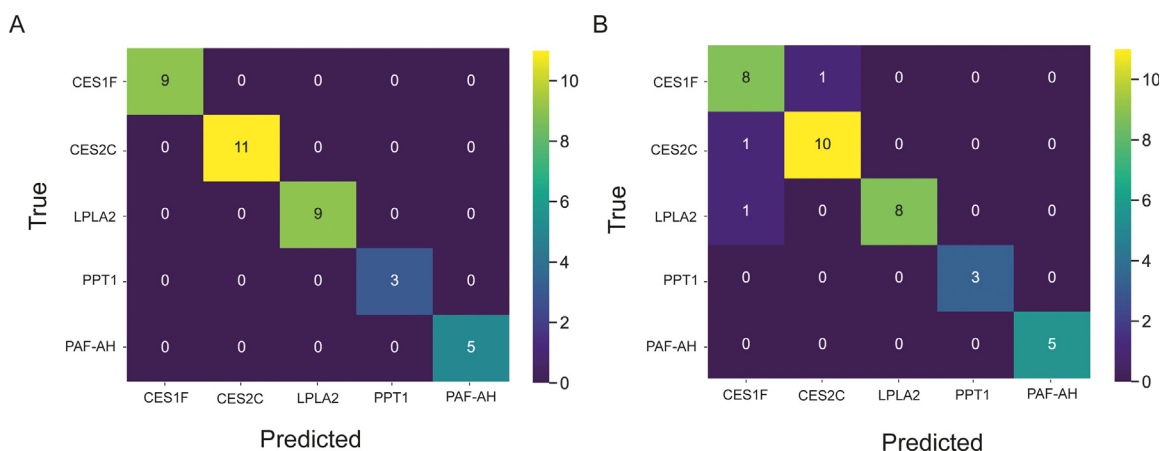 A
True
CES1F 9 0 0 0 0
CES2C 0 11 0 0 0
LPLA2 0 0 9 0 0
PPT1 0 0 0 3 0
PAF-AH 0 0 0 0 5
CES1F CES2C LPLA2 PPT1 PAF-AH
Predicted
10
8
6
4
2
0
B
True
CES1F 8 1 0 0 0
CES2C 1 10 0 0 0
LPLA2 1 0 8 0 0
PPT1 0 0 0 3 0
PAF-AH 0 0 0 0 5
CES1F CES2C LPLA2 PPT1 PAF-AH
Predicted
10
8
6
4
2
0